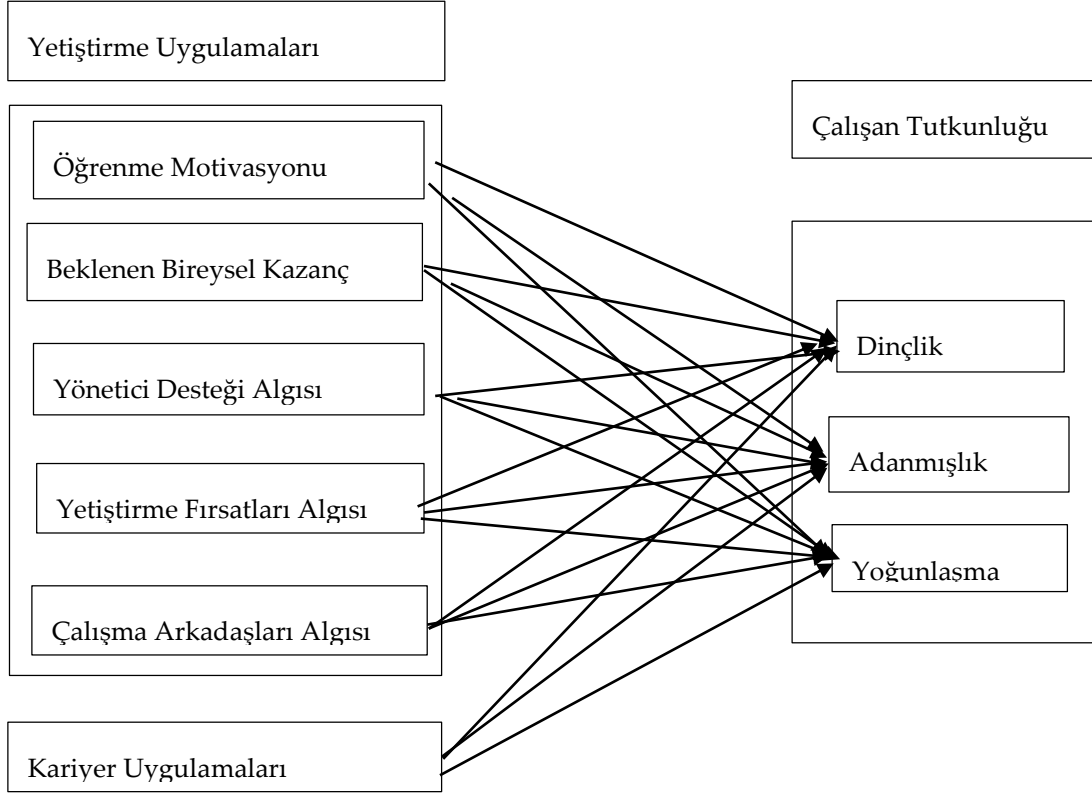 Yetiştirme Uygulamaları
Çalışan Tutkunluğu
Öğrenme Motivasyonu
Beklenen Bireysel Kazanç
Dinçlik
Yönetici Desteği Algısı
Adanmışlık
Yetiştirme Fırsatları Algısı
Yoğunlaşma
Çalışma Arkadaşları Algısı
Kariyer Uygulamaları